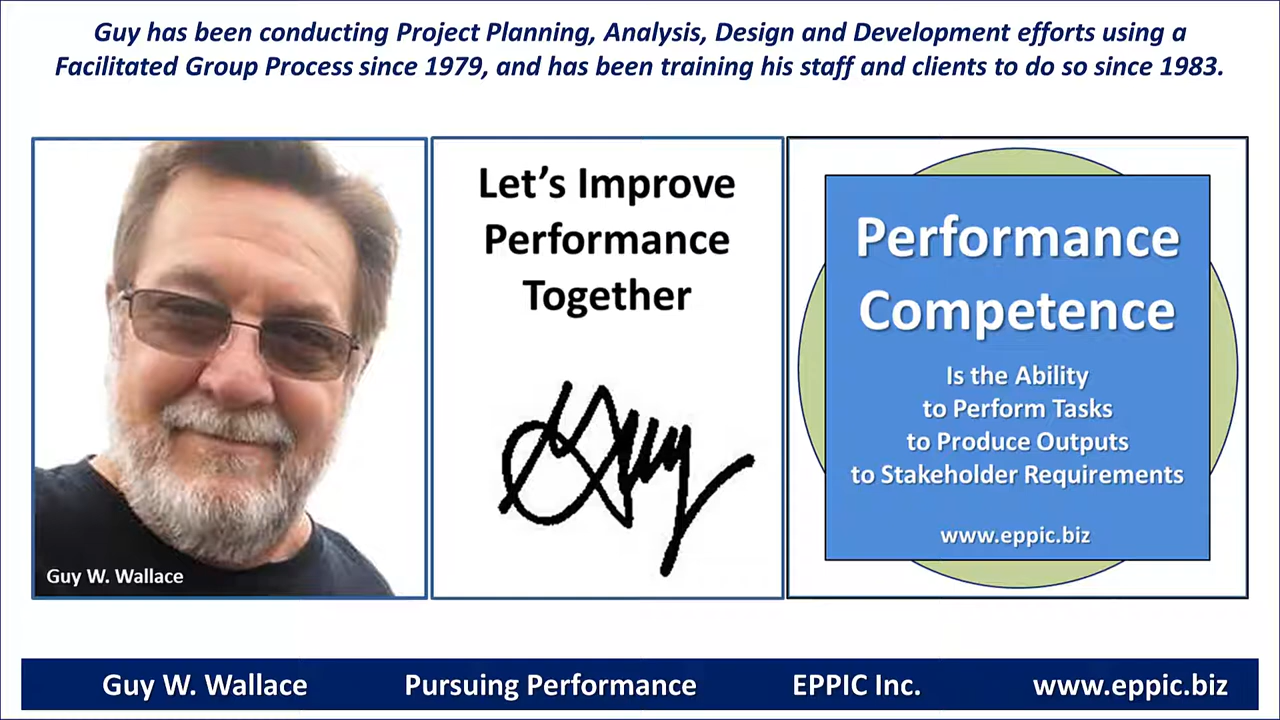 Guy has been conducting Project Planning, Analysis, Design and Development efforts using a
Facilitated Group Process since 1979, and has been training his staff and clients to do so since 1983.
Guy W. Wallace
Let’s Improve
Performance
Together
Guy
Performance
Competence
Is the Ability
to Perform Tasks
to Produce Outputs
to Stakeholder Requirements
www.eppic.biz
Guy W. Wallace Pursuing Performance EPPIC Inc. www.eppic.biz